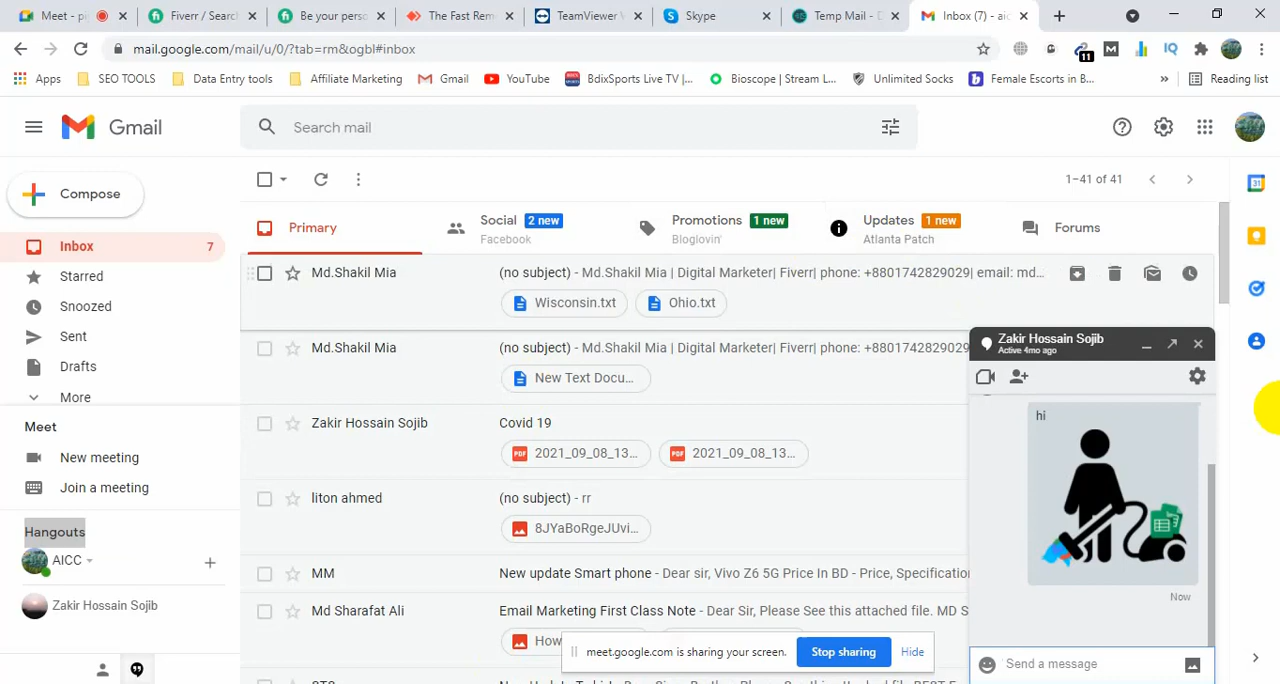 Meet - pi
Fiverr / Searc
Be your perso
The Fast Rem
TeamViewer V
Skype
Temp Mail - D
Inbox (7) - aic
mail.google.com/mail/u/0/?tab=rm&ogbl#inbox
11
M
IQ
Apps
SEO TOOLS
Data Entry tools
Affiliate Marketing
Gmail
YouTube
BdixSports Live TV |...
Bioscope | Stream L...
Unlimited Socks
Female Escorts in B...
»
Reading list
Gmail
Search mail
Compose
1–41 of 41
31
Primary
Social 2 new
Facebook
Promotions 1 new
Bloglovin'
Updates 1 new
Atlanta Patch
Forums
Inbox 7
Starred
Snoozed
Sent
Drafts
More
Meet
New meeting
Join a meeting
Hangouts
AICC
Zakir Hossain Sojib
Md.Shakil Mia
(no subject) - Md.Shakil Mia | Digital Marketer| Fiverr| phone: +8801742829029| email: md...
Wisconsin.txt
Ohio.txt
Md.Shakil Mia
(no subject) - Md.Shakil Mia | Digital Marketer| Fiverr| phone: +8801742829029
New Text Docu...
Zakir Hossain Sojib
Covid 19
PDF 2021_09_08_13...
PDF 2021_09_08_13...
liton ahmed
(no subject) - rr
8JYaBoRgeJUvi...
MM
New update Smart phone - Dear sir, Vivo Z6 5G Price In BD - Price, Specification
Md Sharafat Ali
Email Marketing First Class Note - Dear Sir, Please See this attached file. MD S
How
Zakir Hossain Sojib
Active 4mo ago
hi
Now
Send a message
meet.google.com is sharing your screen.
Stop sharing
Hide